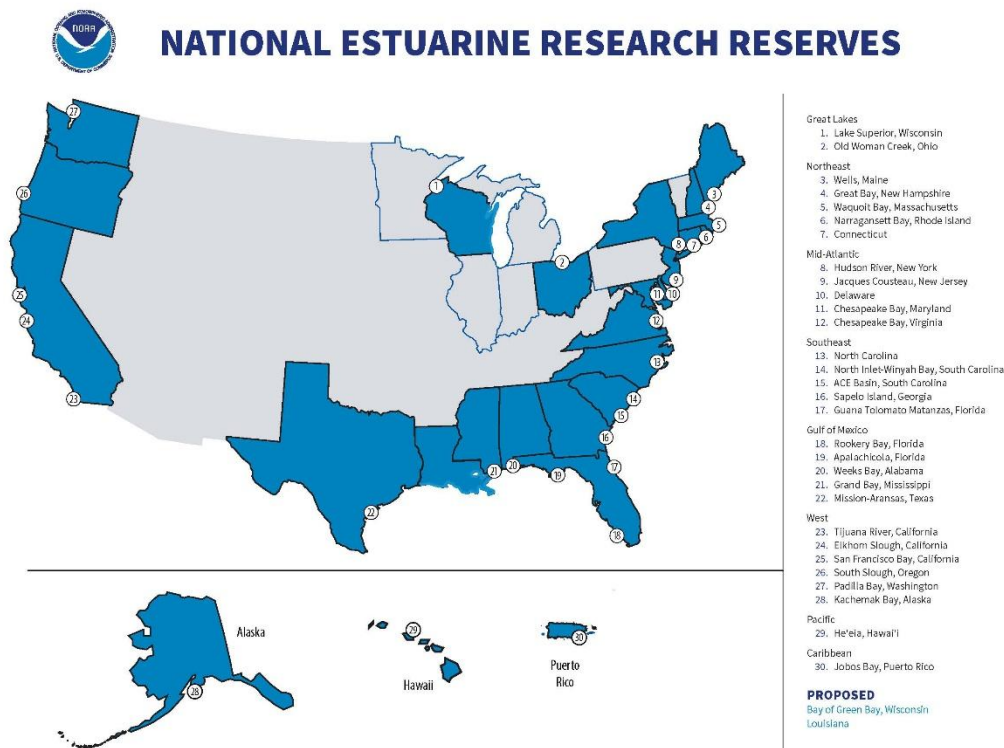 NATIONAL OCEANIC AND ATMOSPHERIC ADMINISTRATION
U.S. DEPARTMENT OF COMMERCE
NOAA
NATIONAL ESTUARINE RESEARCH RESERVES
Great Lakes
1. Lake Superior, Wisconsin
2. Old Woman Creek, Ohio
Northeast
3. Wells, Maine
4. Great Bay, New Hampshire
5. Waquoit Bay, Massachusetts
6. Narragansett Bay, Rhode Island
7. Connecticut
Mid-Atlantic
8. Hudson River, New York
9. Jacques Cousteau, New Jersey
10. Delaware
11. Chesapeake Bay, Maryland
12. Chesapeake Bay, Virginia
Southeast
13. North Carolina
14. North Inlet-Winyah Bay, South Carolina
15. ACE Basin, South Carolina
16. Sapelo Island, Georgia
17. Guana Tolomato Matanzas, Florida
Gulf of Mexico
18. Rookery Bay, Florida
19. Apalachicola, Florida
20. Weeks Bay, Alabama
21. Grand Bay, Mississippi
22. Mission-Aransas, Texas
West
23. Tijuana River, California
24. Elkhorn Slough, California
25. San Francisco Bay, California
26. South Slough, Oregon
27. Padilla Bay, Washington
28. Kachemak Bay, Alaska
Pacific
29. He'eia, Hawai'i
Caribbean
30. Jobos Bay, Puerto Rico
PROPOSED
Bay of Green Bay, Wisconsin
Louisiana
27
26
25
24
23
1
2
3
4
5
6
7
8
9
10
11
12
13
14
15
16
17
18
19
20
21
22
Alaska
28
29
Hawaii
30
Puerto
Rico